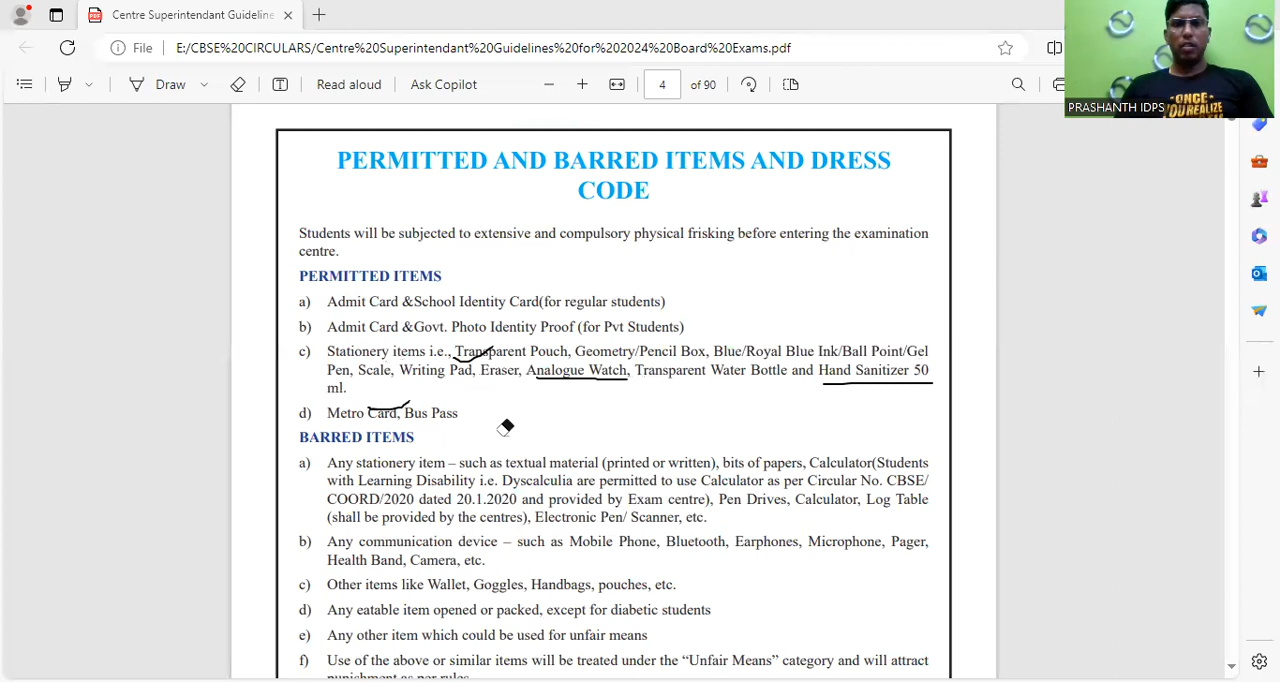 Centre Superintendant Guideline
File
E:/CBSE%20CIRCULARS/Centre%20Superintendant%20Guidelines%20for%202024%20Board%20Exams.pdf
Draw
Read aloud
Ask Copilot
4 of 90
ONCE
YOU REALIZE
PRASHANTH IDPS
PERMITTED AND BARRED ITEMS AND DRESS
CODE
Students will be subjected to extensive and compulsory physical frisking before entering the examination
centre.
PERMITTED ITEMS
a) Admit Card &School Identity Card(for regular students)
b) Admit Card &Govt. Photo Identity Proof (for Pvt Students)
c) Stationery items i.e., Transparent Pouch, Geometry/Pencil Box, Blue/Royal Blue Ink/Ball Point/Gel
Pen, Scale, Writing Pad, Eraser, Analogue Watch, Transparent Water Bottle and Hand Sanitizer 50
ml.
d) Metro Card, Bus Pass
BARRED ITEMS
a) Any stationery item – such as textual material (printed or written), bits of papers, Calculator(Students
with Learning Disability i.e. Dyscalculia are permitted to use Calculator as per Circular No. CBSE/
COORD/2020 dated 20.1.2020 and provided by Exam centre), Pen Drives, Calculator, Log Table
(shall be provided by the centres), Electronic Pen/ Scanner, etc.
b) Any communication device – such as Mobile Phone, Bluetooth, Earphones, Microphone, Pager,
Health Band, Camera, etc.
c) Other items like Wallet, Goggles, Handbags, pouches, etc.
d) Any eatable item opened or packed, except for diabetic students
e) Any other item which could be used for unfair means
f) Use of the above or similar items will be treated under the “Unfair Means” category and will attract
punishment as per rules.